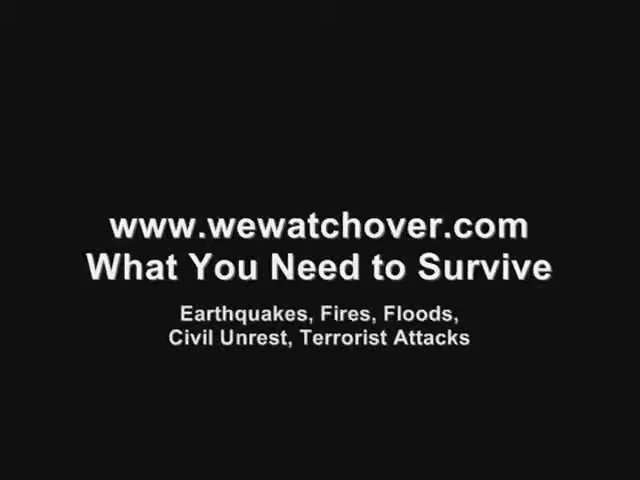 www.wewatchover.com
What You Need to Survive
Earthquakes, Fires, Floods,
Civil Unrest, Terrorist Attacks